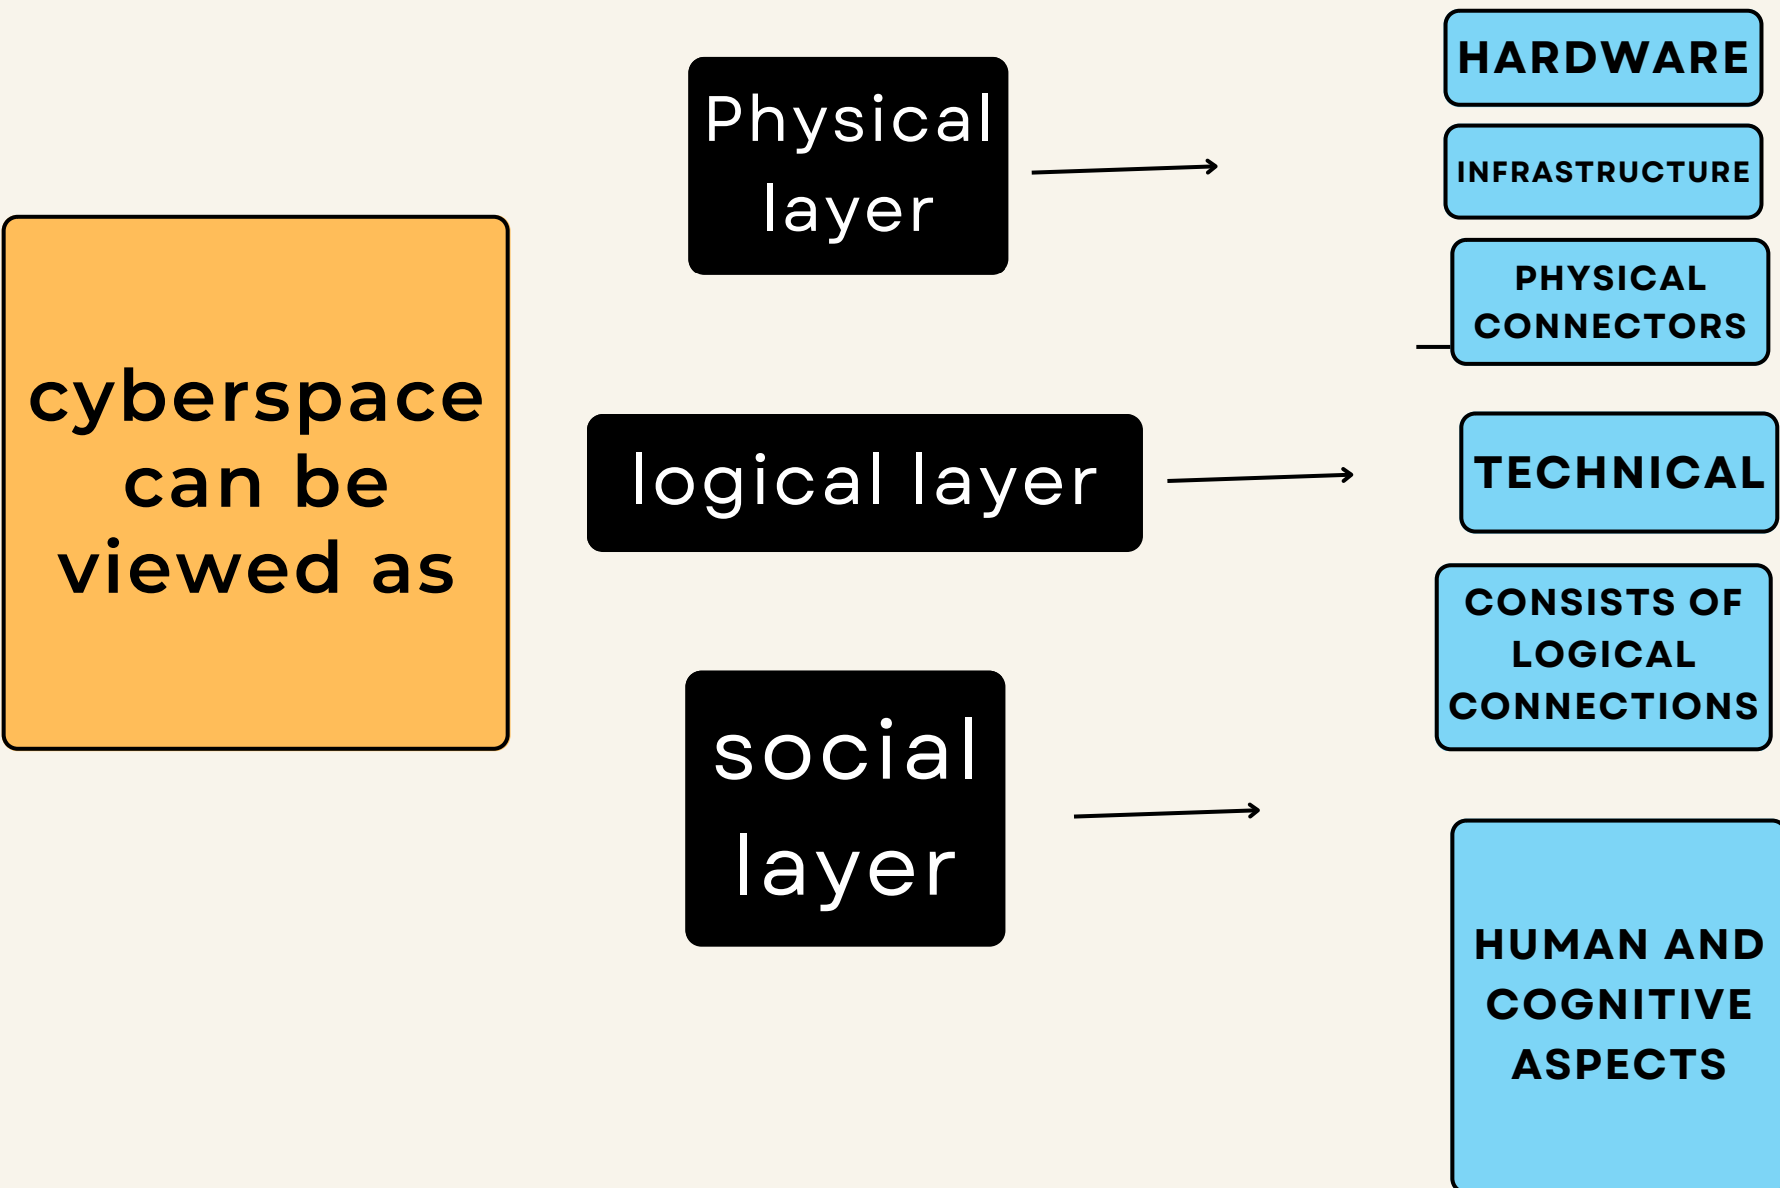 cyberspace
can be
viewed as
Physical
layer
HARDWARE
INFRASTRUCTURE
PHYSICAL
CONNECTORS
logical layer
TECHNICAL
CONSISTS OF
LOGICAL
CONNECTIONS
social
layer
HUMAN AND
COGNITIVE
ASPECTS